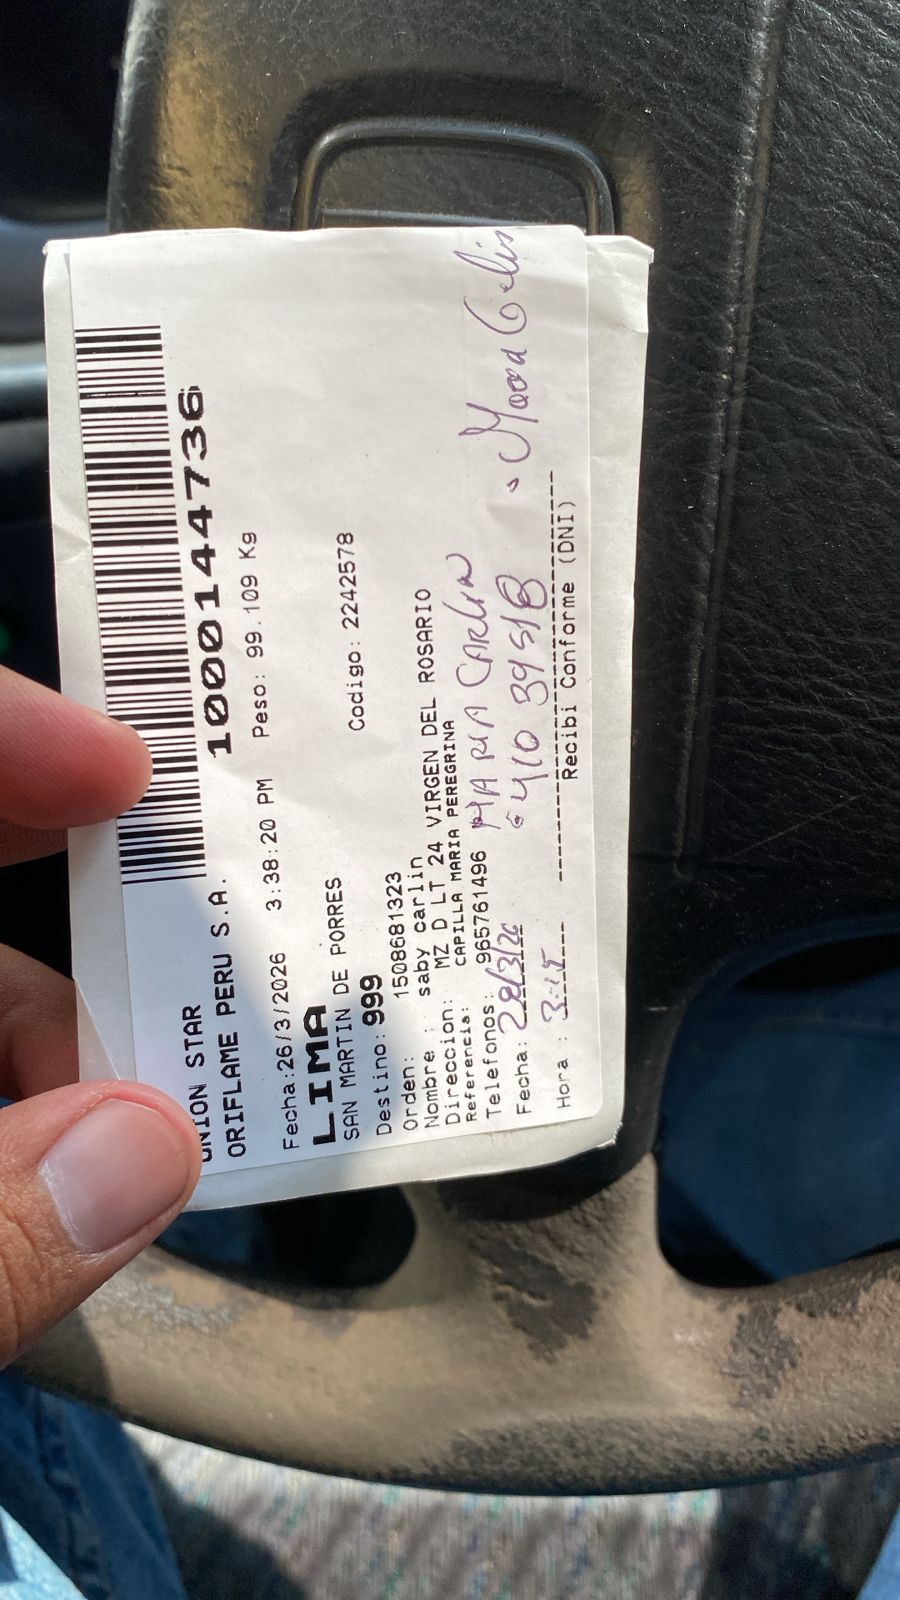 UNION STAR
ORIFLAME PERU S.A.
1000144736
Fecha:26/3/2026 3:38:20 PM Peso: 99.109 Kg
LIMA
SAN MARTIN DE PORRES
Destino: 999 Codigo: 2242578
Orden: 1508681323
Nombre : saby carlin
Direccion: MZ D LT 24 VIRGEN DEL ROSARIO
Referencia: CAPILLA MARIA PEREGRINA
Telefonos: 965761496 MARIA CARLIN
Fecha: 28/3/26
Hora : 3:15
Recibi Conforme (DNI)